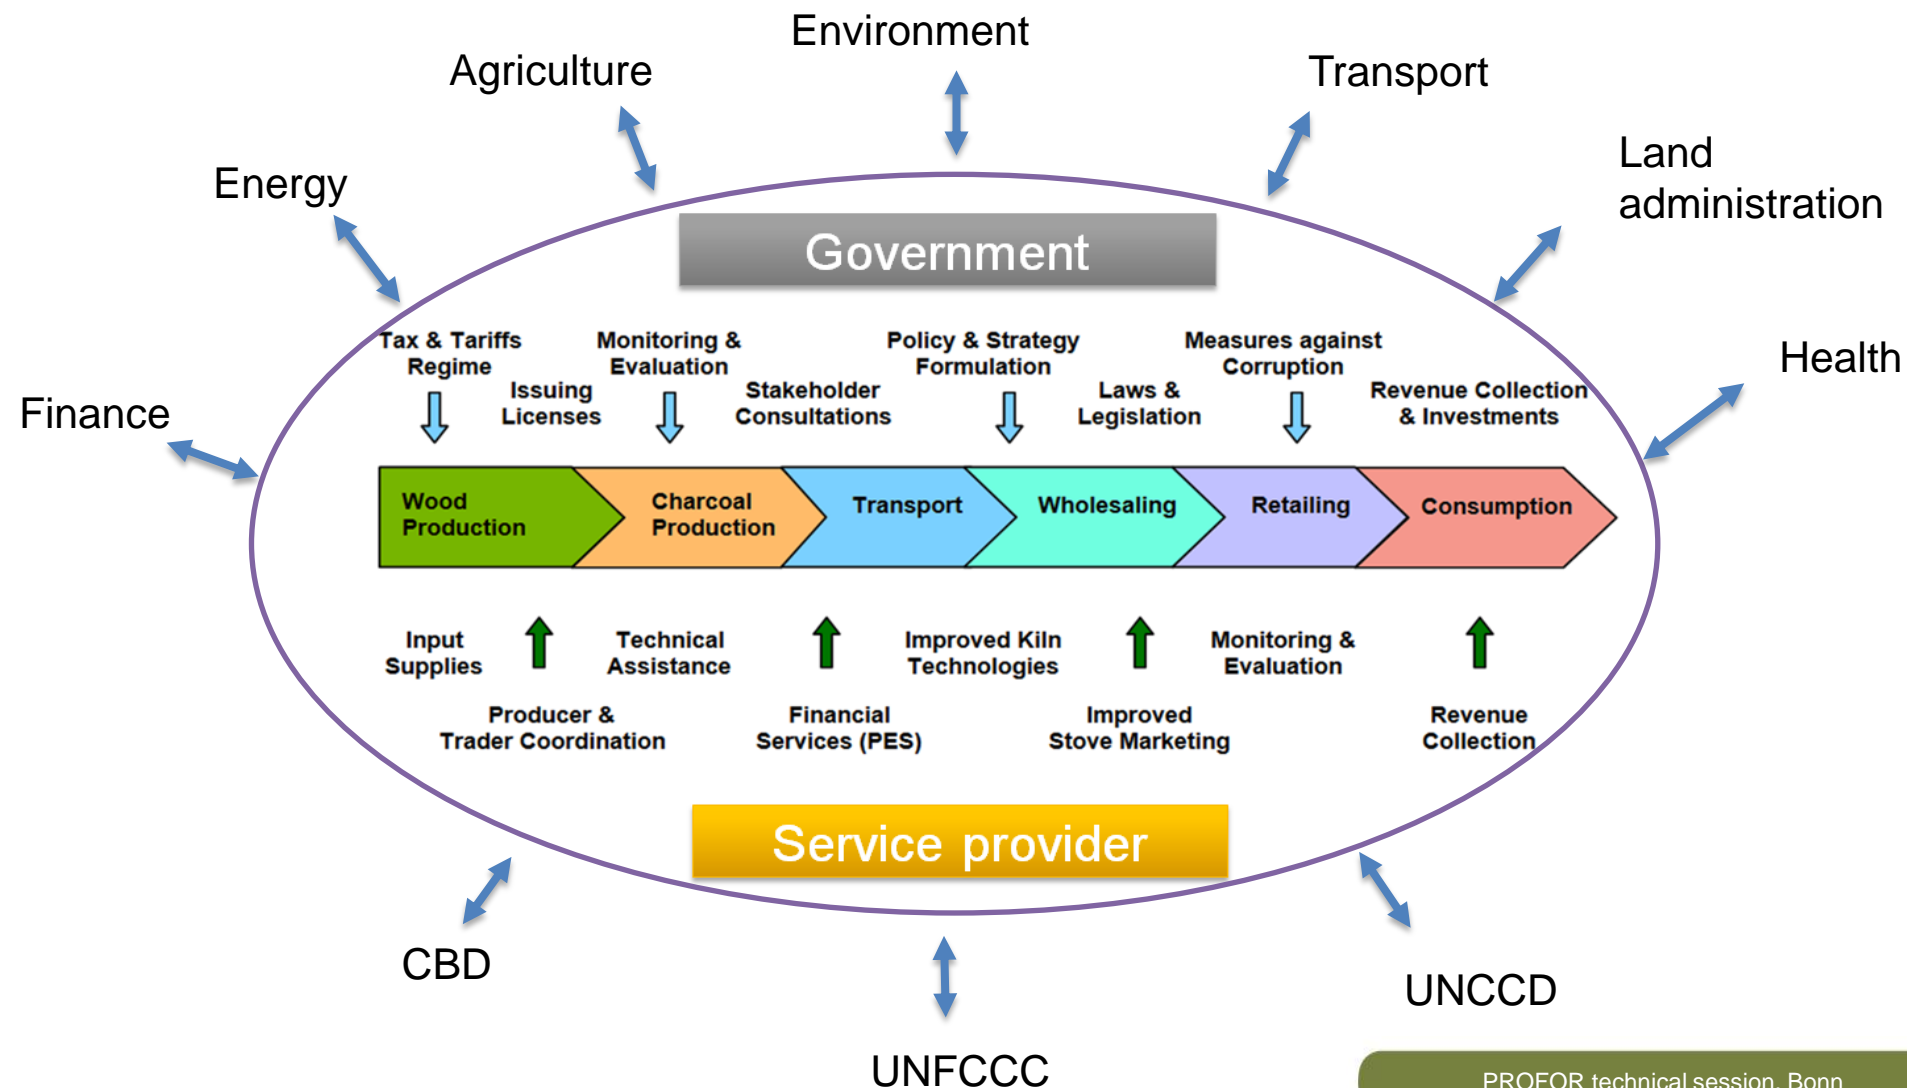 Environment
Agriculture
Transport
Energy
Land
administration
Finance
Health
Government
Tax & Tariffs
Regime
Issuing
Licenses
Monitoring &
Evaluation
Stakeholder
Consultations
Policy & Strategy
Formulation
Laws &
Legislation
Measures against
Corruption
Revenue Collection
& Investments
Wood
Production
Charcoal
Production
Transport
Wholesaling
Retailing
Consumption
Input
Supplies
Producer &
Trader Coordination
Technical
Assistance
Financial
Services (PES)
Improved Kiln
Technologies
Improved
Stove Marketing
Monitoring &
Evaluation
Revenue
Collection
Service provider
CBD
UNFCCC
UNCCD
PROFOR technical session, Bonn